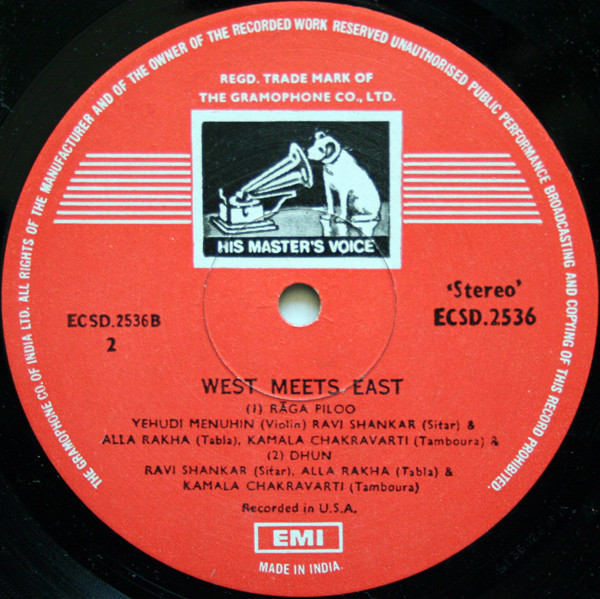 THE GRAMOPHONE CO. OF INDIA LTD. ALL RIGHTS OF THE MANUFACTURER AND OF THE OWNER OF THE RECORDED WORK RESERVED UNAUTHORISED PUBLIC PERFORMANCE BROADCASTING AND COPYING OF THIS RECORD PROHIBITED.
REGD. TRADE MARK OF
THE GRAMOPHONE CO., LTD.
HIS MASTER'S VOICE
ECSD.2536B
2
'Stereo'
ECSD.2536
WEST MEETS EAST
(1) RĀGA PILOO
YEHUDI MENUHIN (Violin) RAVI SHANKAR (Sitar) &
ALLA RAKHA (Tabla), KAMALA CHAKRAVARTI (Tamboura) &
(2) DHUN
RAVI SHANKAR (Sitar), ALLA RAKHA (Tabla) &
KAMALA CHAKRAVARTI (Tamboura)
Recorded in U.S.A.
EMI
MADE IN INDIA.